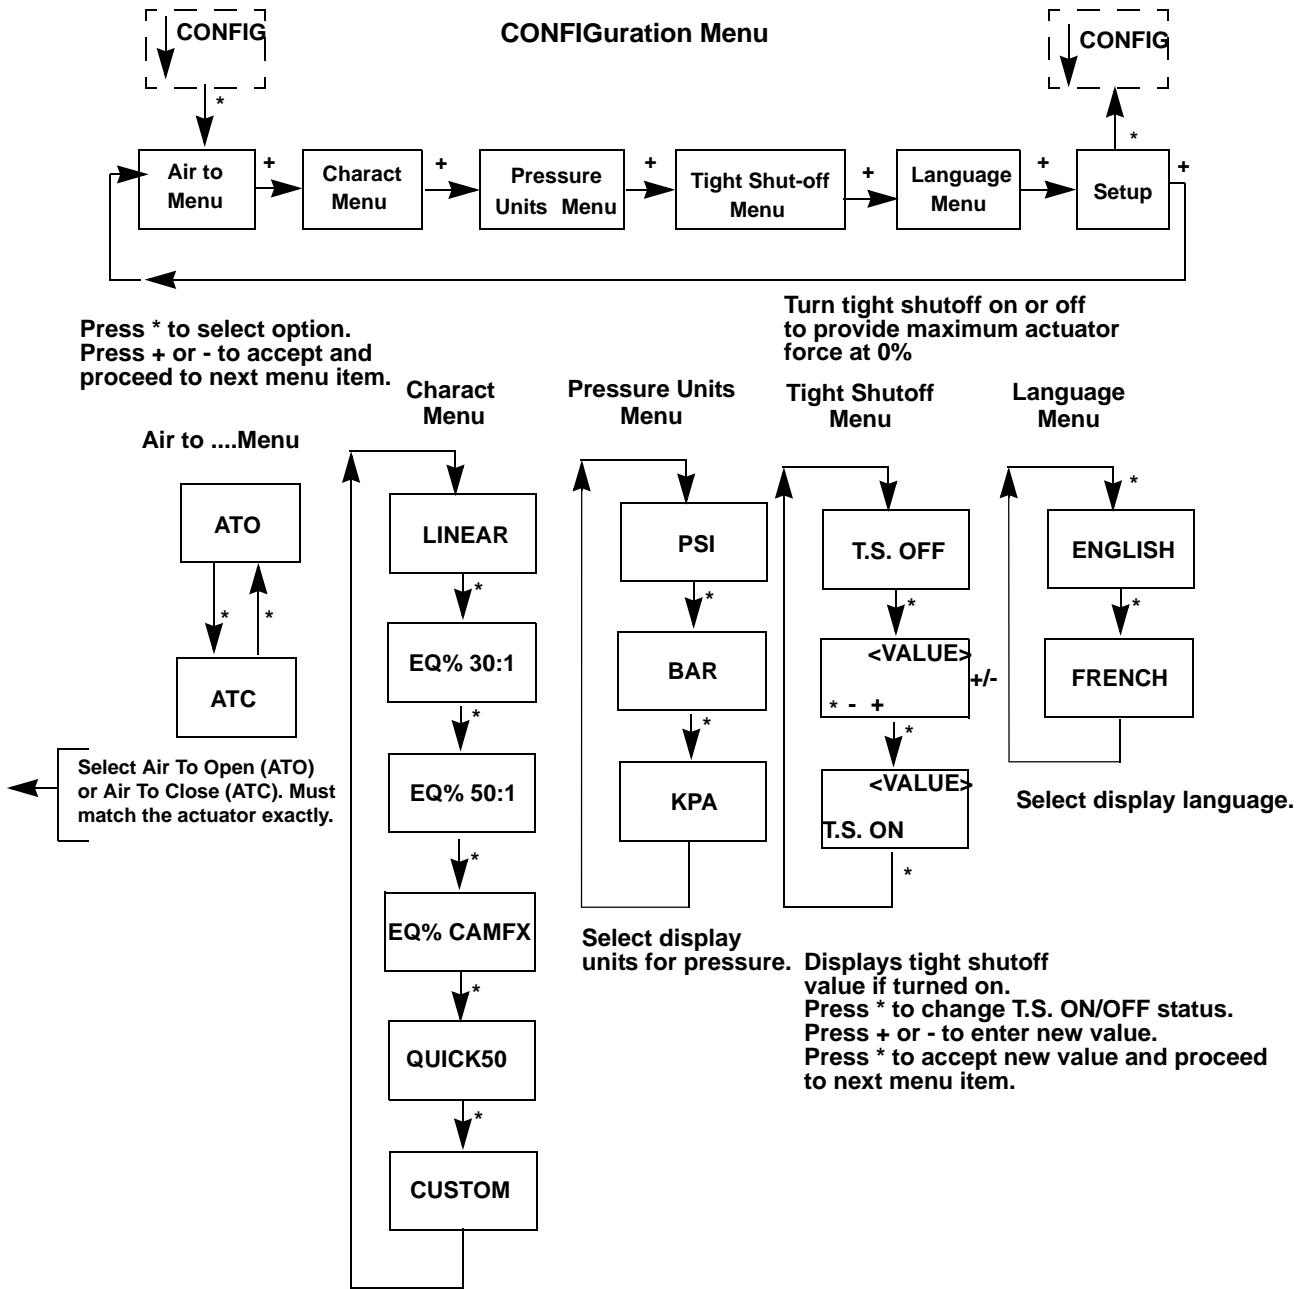 CONFIG
CONFIGuration Menu
CONFIG
*
*
Air to
Menu
+
Charact
Menu
+
Pressure
Units Menu
+
Tight Shut-off
Menu
+
Language
Menu
+
Setup
+
Press * to select option.
Press + or - to accept and
proceed to next menu item.
Turn tight shutoff on or off
to provide maximum actuator
force at 0%
Air to ....Menu
ATO
*
*
ATC
Select Air To Open (ATO)
or Air To Close (ATC). Must
match the actuator exactly.
Charact
Menu
LINEAR
*
EQ% 30:1
*
EQ% 50:1
*
EQ% CAMFX
*
QUICK50
*
CUSTOM
Pressure Units
Menu
PSI
*
BAR
*
KPA
Select display
units for pressure.
Tight Shutoff
Menu
T.S. OFF
*
<VALUE>
+/-
* - +
*
<VALUE>
T.S. ON
*
Displays tight shutoff
value if turned on.
Press * to change T.S. ON/OFF status.
Press + or - to enter new value.
Press * to accept new value and proceed
to next menu item.
Language
Menu
*
ENGLISH
*
FRENCH
Select display language.